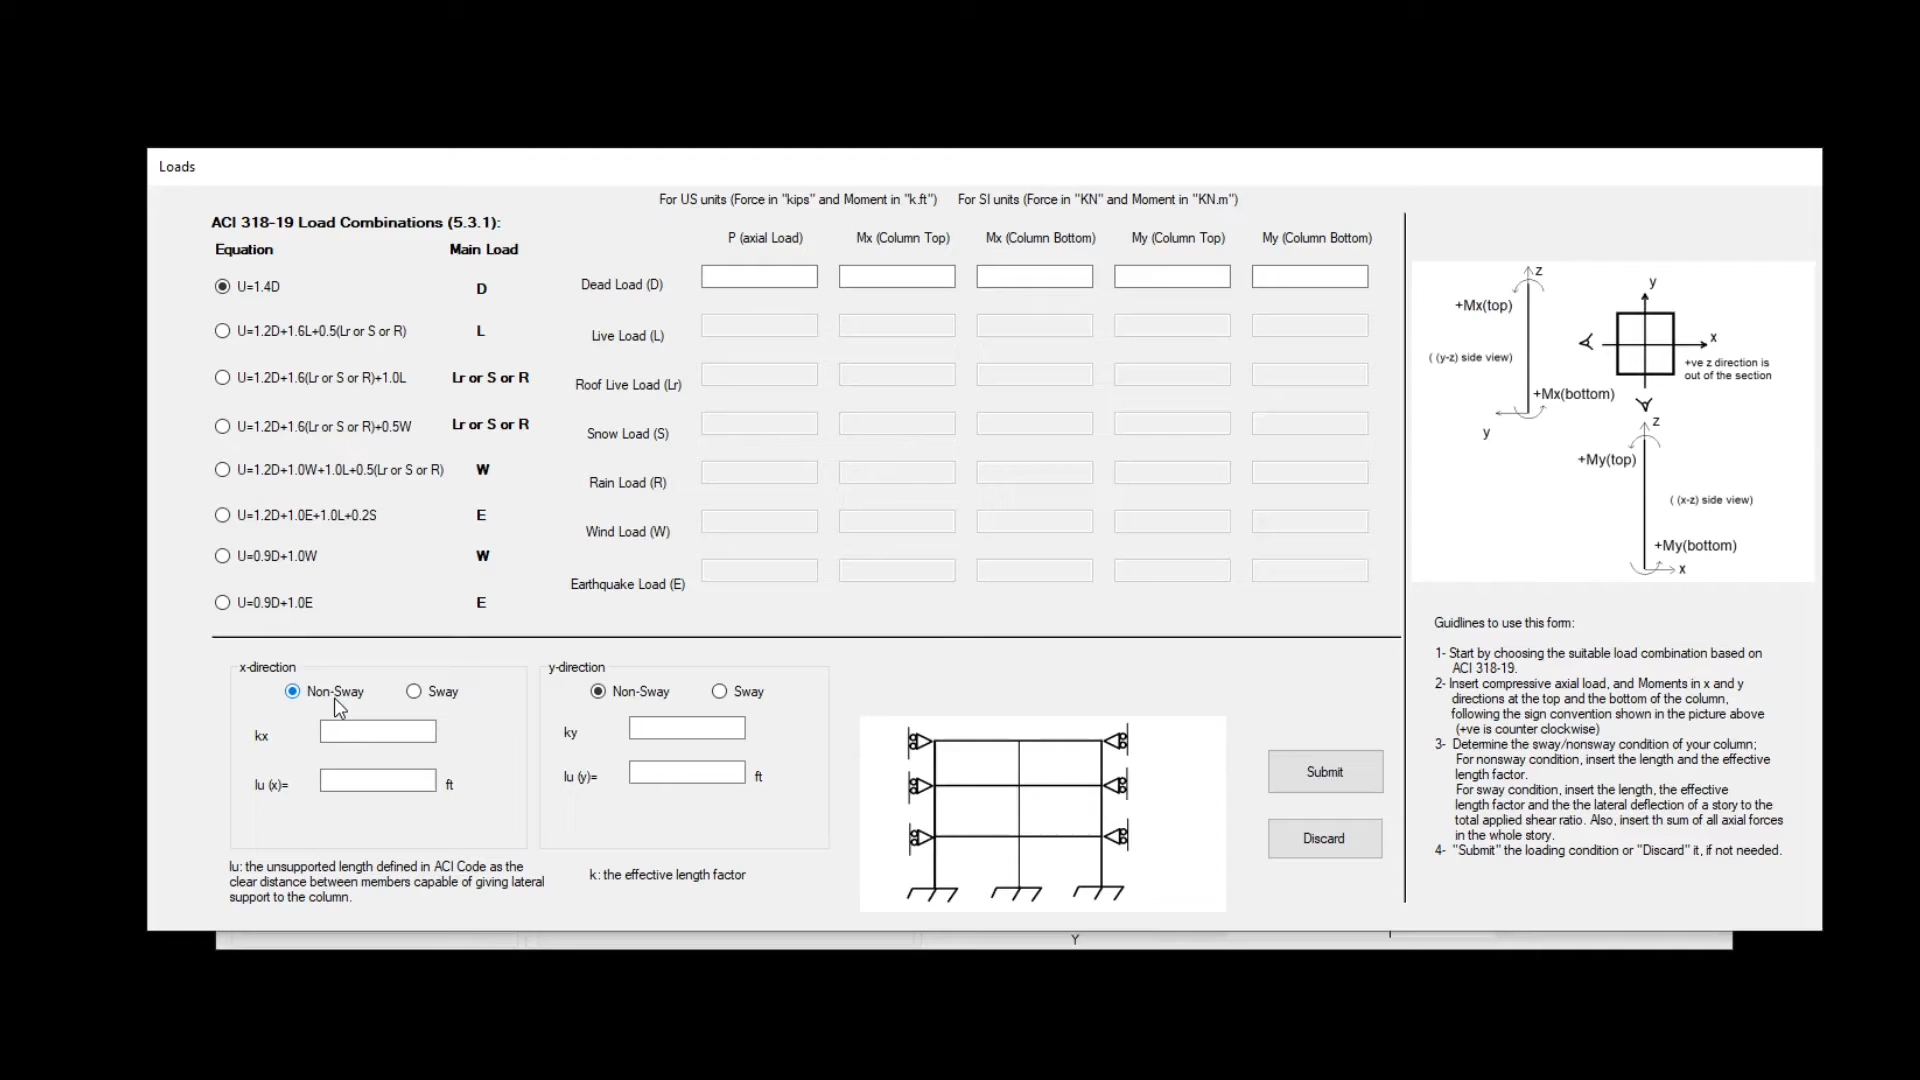 Loads
For US units (Force in "kips" and Moment in "k.ft") For SI units (Force in "KN" and Moment in "KN.m")
ACI 318-19 Load Combinations (5.3.1):
Equation Main Load
P (axial Load) Mx (Column Top) Mx (Column Bottom) My (Column Top) My (Column Bottom)
U=1.4D D
U=1.2D+1.6L+0.5(Lr or S or R) L
U=1.2D+1.6(Lr or S or R)+1.0L Lr or S or R
U=1.2D+1.6(Lr or S or R)+0.5W Lr or S or R
U=1.2D+1.0W+1.0L+0.5(Lr or S or R) W
U=1.2D+1.0E+1.0L+0.2S E
U=0.9D+1.0W W
U=0.9D+1.0E E
Dead Load (D)
Live Load (L)
Roof Live Load (Lr)
Snow Load (S)
Rain Load (R)
Wind Load (W)
Earthquake Load (E)
z
+Mx(top)
( (y-z) side view)
+Mx(bottom)
y
y
x
+ve z direction is
out of the section
z
+My(top)
( (x-z) side view)
+My(bottom)
x
x-direction
Non-Sway Sway
kx
lu (x)= ft
y-direction
Non-Sway Sway
ky
lu (y)= ft
lu: the unsupported length defined in ACI Code as the
clear distance between members capable of giving lateral
support to the column.
k: the effective length factor
Submit
Discard
Guidlines to use this form:
1- Start by choosing the suitable load combination based on
ACI 318-19.
2- Insert compressive axial load, and Moments in x and y
directions at the top and the bottom of the column,
following the sign convention shown in the picture above
(+ve is counter clockwise)
3- Determine the sway/nonsway condition of your column;
For nonsway condition, insert the length and the effective
length factor.
For sway condition, insert the length, the effective
length factor and the the lateral deflection of a story to the
total applied shear ratio. Also, insert th sum of all axial forces
in the whole story.
4- "Submit" the loading condition or "Discard" it, if not needed.
Y